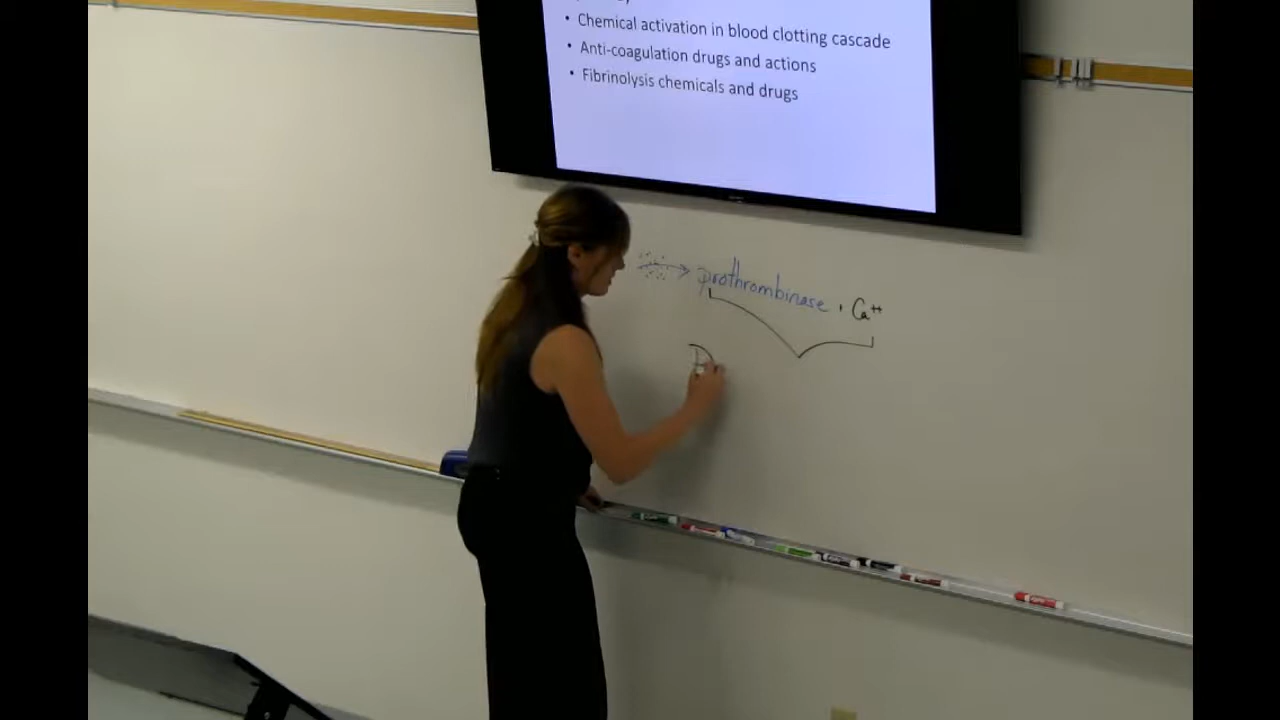 • Chemical activation in blood clotting cascade
• Anti-coagulation drugs and actions
• Fibrinolysis chemicals and drugs
prothrombinase + Ca++